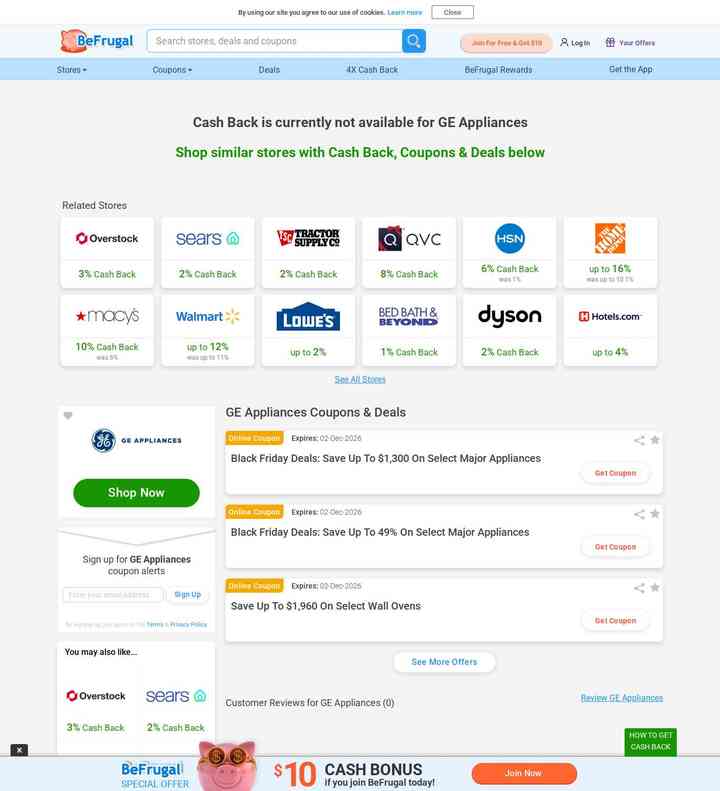 By using our site you agree to our use of cookies. Learn more Close
BeFrugal Search stores, deals and coupons Join For Free & Get $10 Log In Your Offers
Stores Coupons Deals 4X Cash Back BeFrugal Rewards Get the App
Cash Back is currently not available for GE Appliances
Shop similar stores with Cash Back, Coupons & Deals below
Related Stores
Overstock sears TSC TRACTOR SUPPLY CO QVC HSN THE HOME DEPOT
3% Cash Back 2% Cash Back 2% Cash Back 8% Cash Back 6% Cash Back up to 16%
was 1% was up to 10.1%
macy's Walmart LOWE'S BED BATH & BEYOND dyson Hotels.com
10% Cash Back up to 12% up to 2% 1% Cash Back 2% Cash Back up to 4%
was 6% was up to 11%
See All Stores
GE APPLIANCES
Shop Now
Sign up for GE Appliances
coupon alerts
Enter your email address Sign Up
By signing up, you agree to the Terms & Privacy Policy
You may also like...
Overstock sears
3% Cash Back 2% Cash Back
GE Appliances Coupons & Deals
Online Coupon Expires: 02-Dec-2026
Black Friday Deals: Save Up To $1,300 On Select Major Appliances
Get Coupon
Online Coupon Expires: 02-Dec-2026
Black Friday Deals: Save Up To 49% On Select Major Appliances
Get Coupon
Online Coupon Expires: 02-Dec-2026
Save Up To $1,960 On Select Wall Ovens
Get Coupon
See More Offers
Customer Reviews for GE Appliances (0) Review GE Appliances
HOW TO GET
CASH BACK
x
BeFrugal
SPECIAL OFFER
$10 CASH BONUS
if you join BeFrugal today!
Join Now